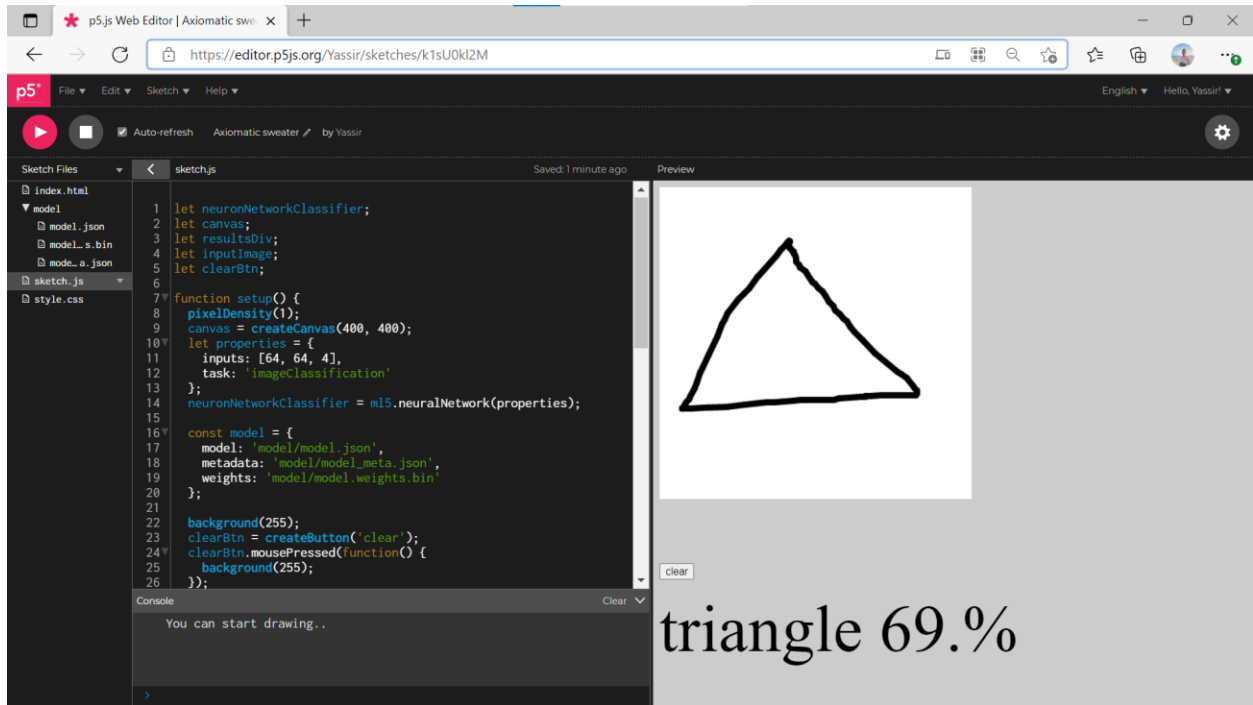 p5.js Web Editor | Axiomatic swe
https://editor.p5js.org/Yassir/sketches/k1sU0kl2M
p5* File Edit Sketch Help English Hello, Yassir!
Auto-refresh Axiomatic sweater by Yassir
Sketch Files sketch.js Saved: 1 minute ago Preview
index.html
model
model.json
model…s.bin
mode…a.json
sketch.js
style.css
1 let neuronNetworkClassifier;
2 let canvas;
3 let resultsDiv;
4 let inputImage;
5 let clearBtn;
6
7 function setup() {
8 pixelDensity(1);
9 canvas = createCanvas(400, 400);
10 let properties = {
11 inputs: [64, 64, 4],
12 task: 'imageClassification'
13 };
14 neuronNetworkClassifier = ml5.neuralNetwork(properties);
15
16 const model = {
17 model: 'model/model.json',
18 metadata: 'model/model_meta.json',
19 weights: 'model/model.weights.bin'
20 };
21
22 background(255);
23 clearBtn = createButton('clear');
24 clearBtn.mousePressed(function() {
25 background(255);
26 });
Console Clear
You can start drawing..
>
clear
triangle 69.%